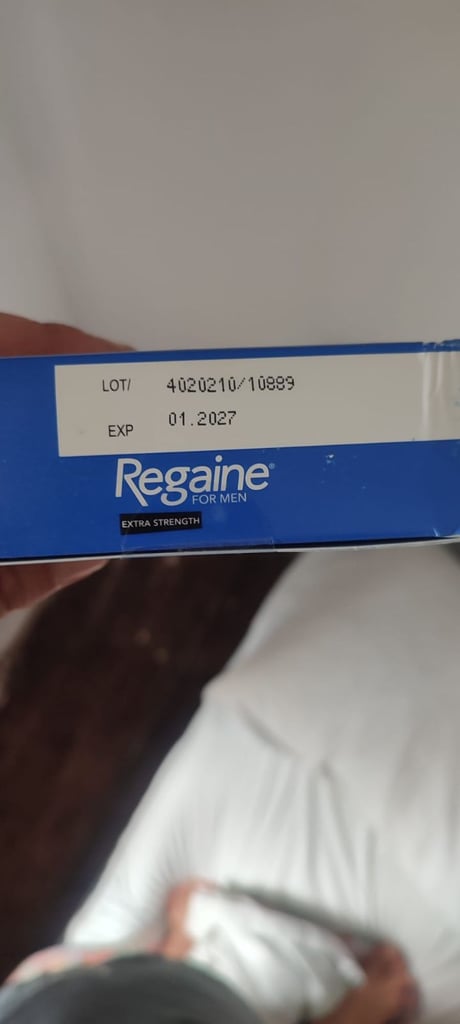 LOT/ 4020210/10889
EXP 01.2027
Regaine®
FOR MEN
EXTRA STRENGTH